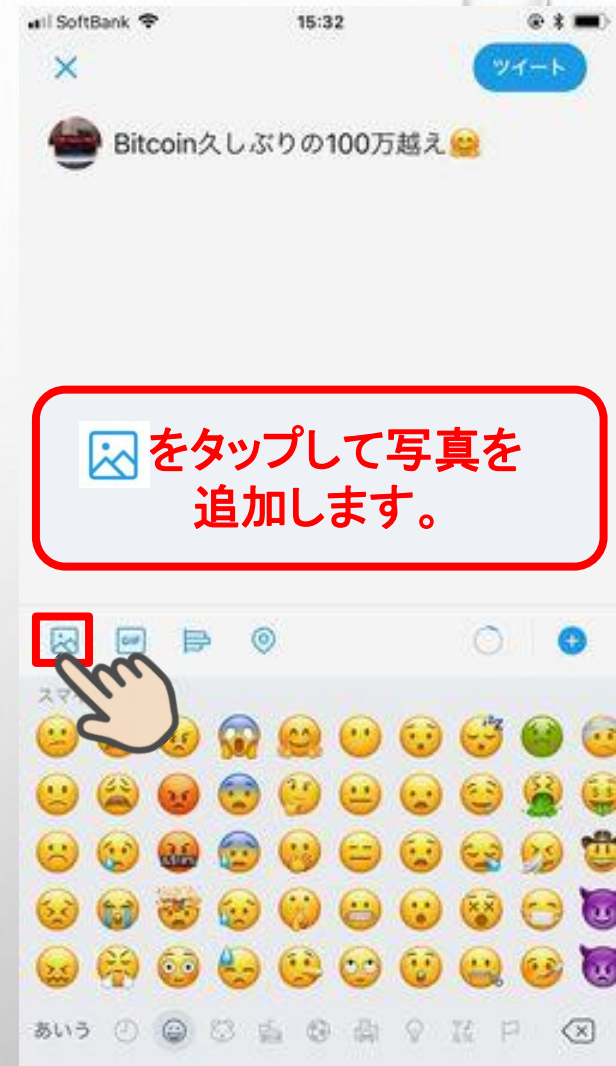 SoftBank 15:32
ツイート
Bitcoin久しぶりの100万越え🤗
をタップして写真を
追加します。
GIF
あいう